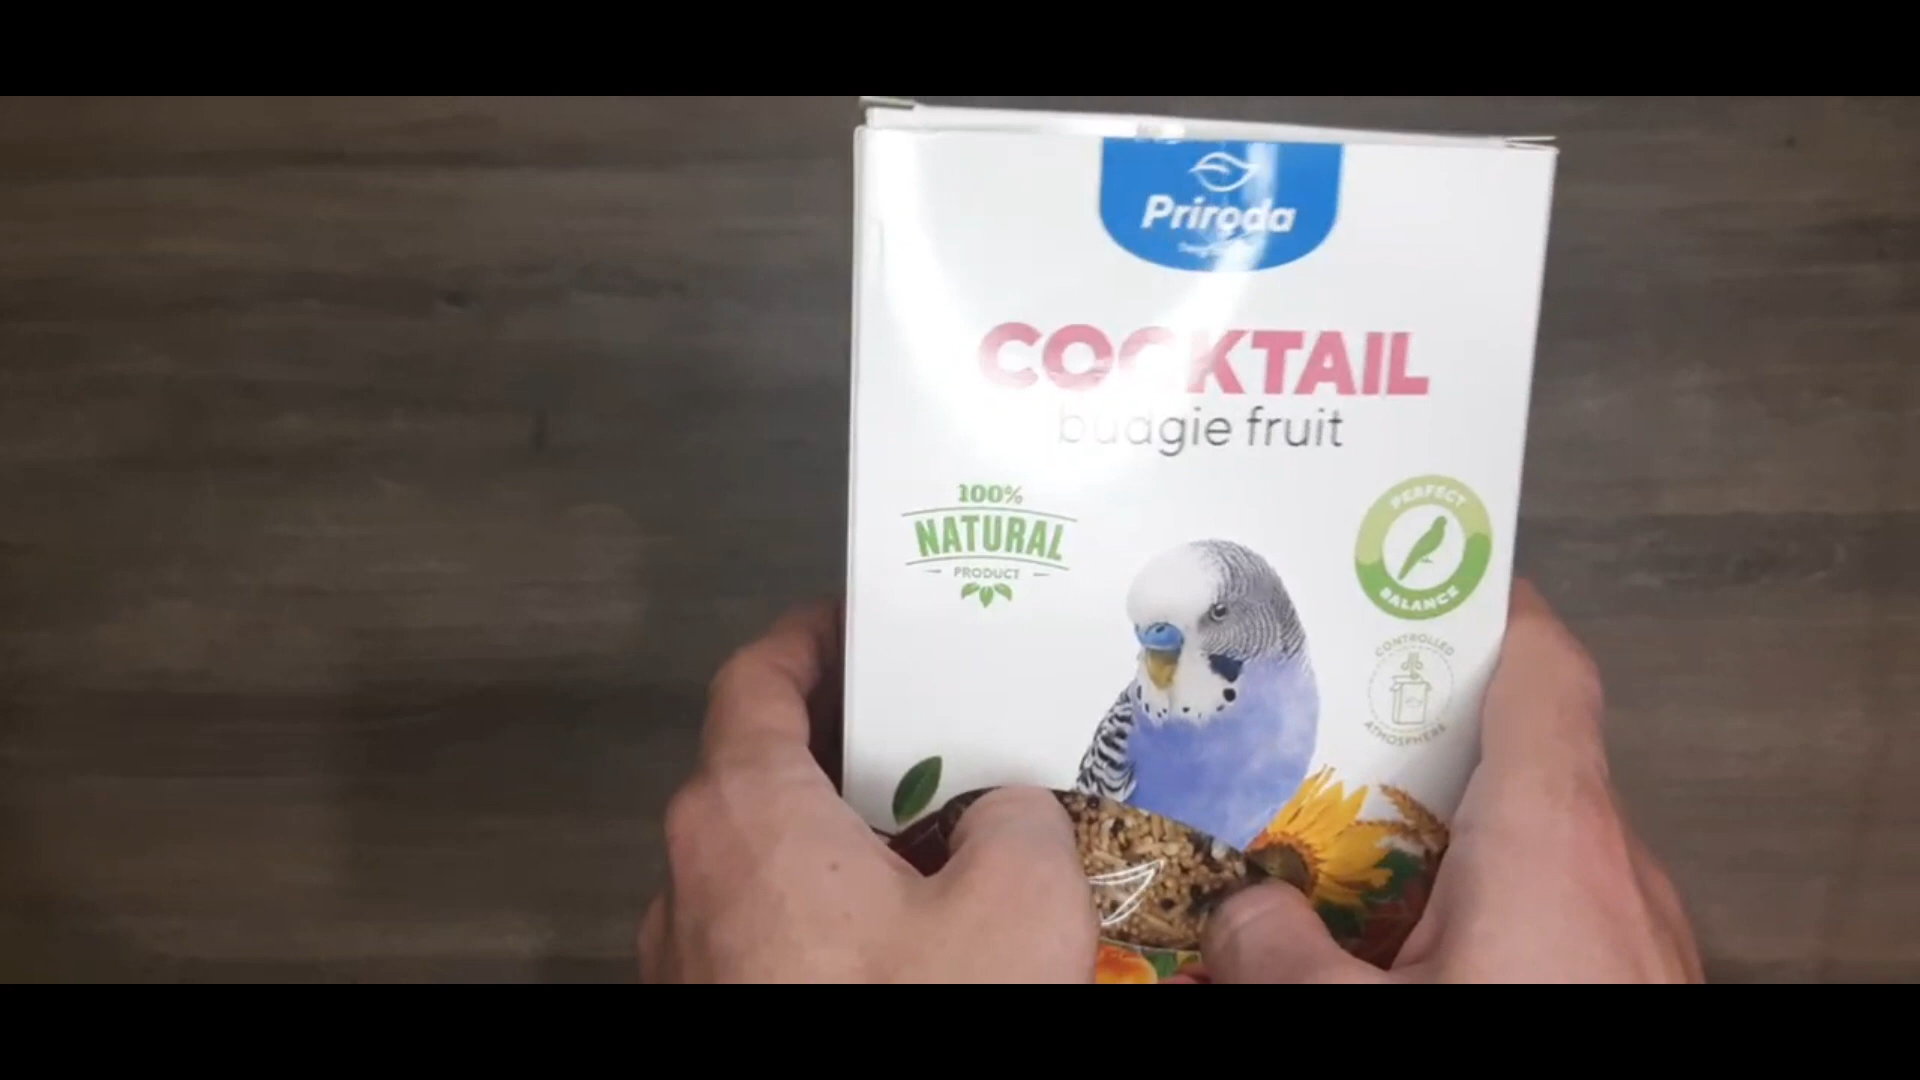 Priroda
COCKTAIL
budgie fruit
100%
NATURAL
PRODUCT
PERFECT
BALANCE
CONTROLLED
ATMOSPHERE